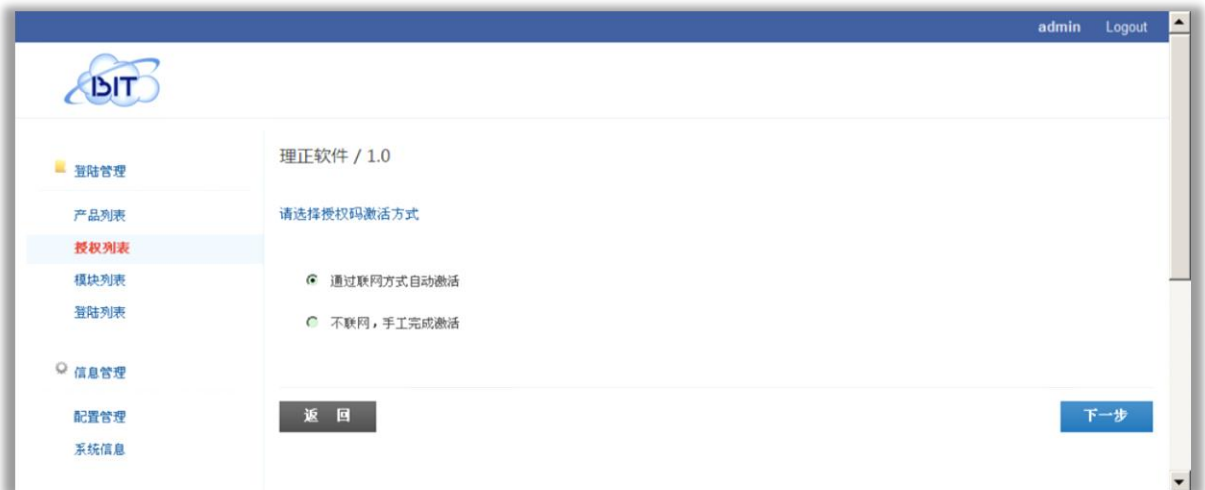 admin Logout
BIT
登陆管理
产品列表
授权列表
模块列表
登陆列表
信息管理
配置管理
系统信息
理正软件 / 1.0
请选择授权码激活方式
通过联网方式自动激活
不联网，手工完成激活
返 回
下一步